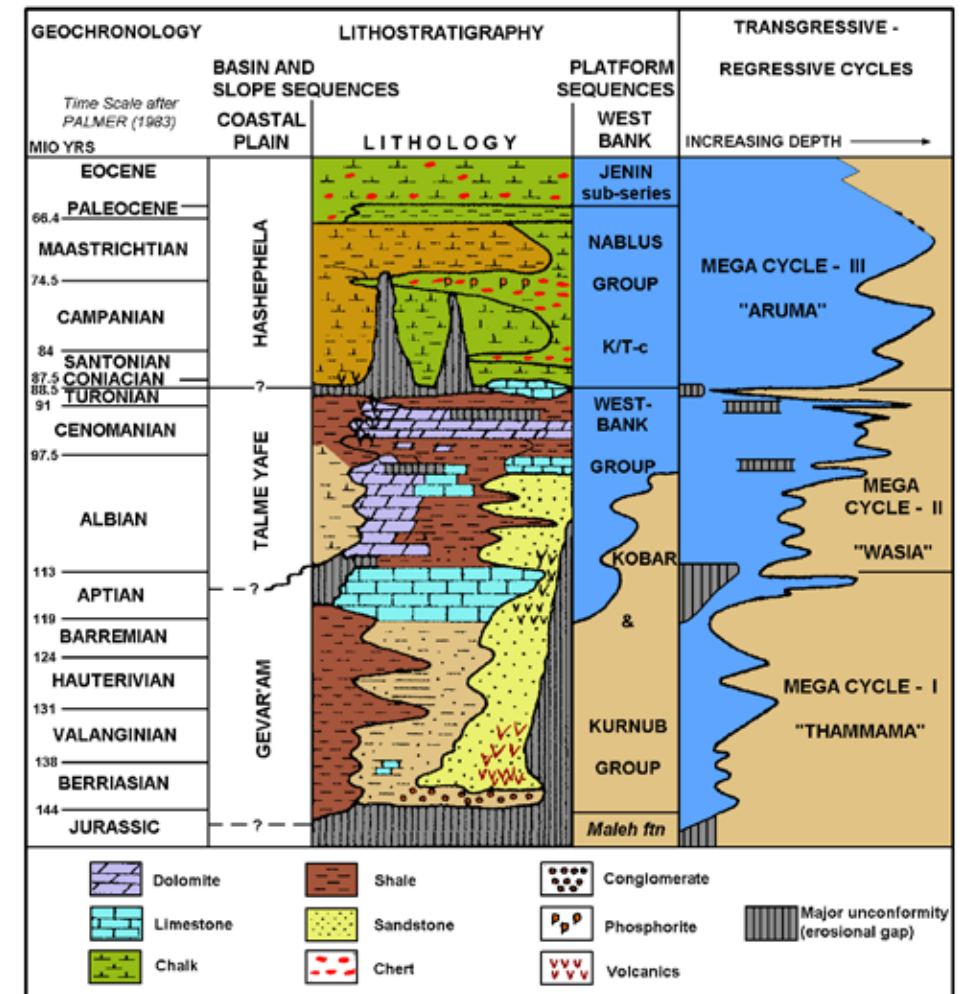 GEOCHRONOLOGY
LITHOSTRATIGRAPHY
TRANSGRESSIVE -
REGRESSIVE CYCLES
Time Scale after
PALMER (1983)
MIO YRS
BASIN AND
SLOPE SEQUENCES
COASTAL
PLAIN
LITHOLOGY
PLATFORM
SEQUENCES
WEST
BANK
INCREASING DEPTH
EOCENE
PALEOCENE
66.4
MAASTRICHTIAN
74.5
CAMPANIAN
84
SANTONIAN
87.5 CONIACIAN
88.5 TURONIAN
91
CENOMANIAN
97.5
ALBIAN
113
APTIAN
119
BARREMIAN
124
HAUTERIVIAN
131
VALANGINIAN
138
BERRIASIAN
144
JURASSIC
HASHEPHELA
?
TALME YAFE
?
GEVAR'AM
?
JENIN
sub-series
NABLUS
GROUP
K/T-c
WEST-
BANK
GROUP
KOBAR
&
KURNUB
GROUP
Maleh ftn
MEGA CYCLE - III
"ARUMA"
MEGA
CYCLE - II
"WASIA"
MEGA CYCLE - I
"THAMMAMA"
Dolomite
Limestone
Chalk
Shale
Sandstone
Chert
Conglomerate
Phosphorite
Volcanics
Major unconformity
(erosional gap)